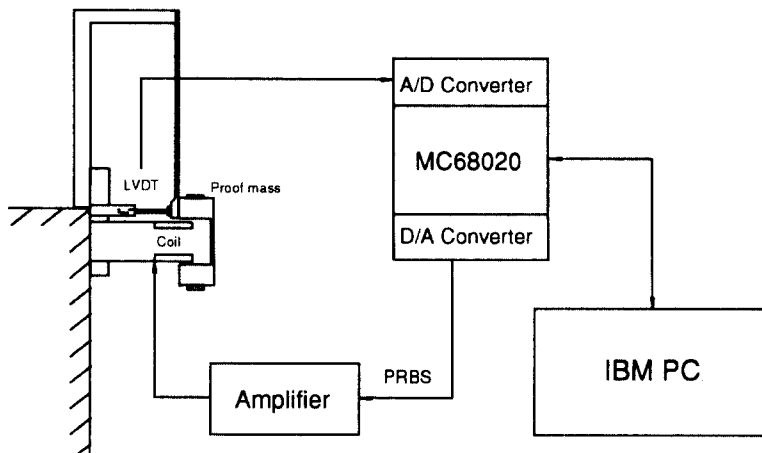 A/D Converter
MC68020
LVDT
Proof mass
D/A Converter
Coil
PRBS
Amplifier
IBM PC